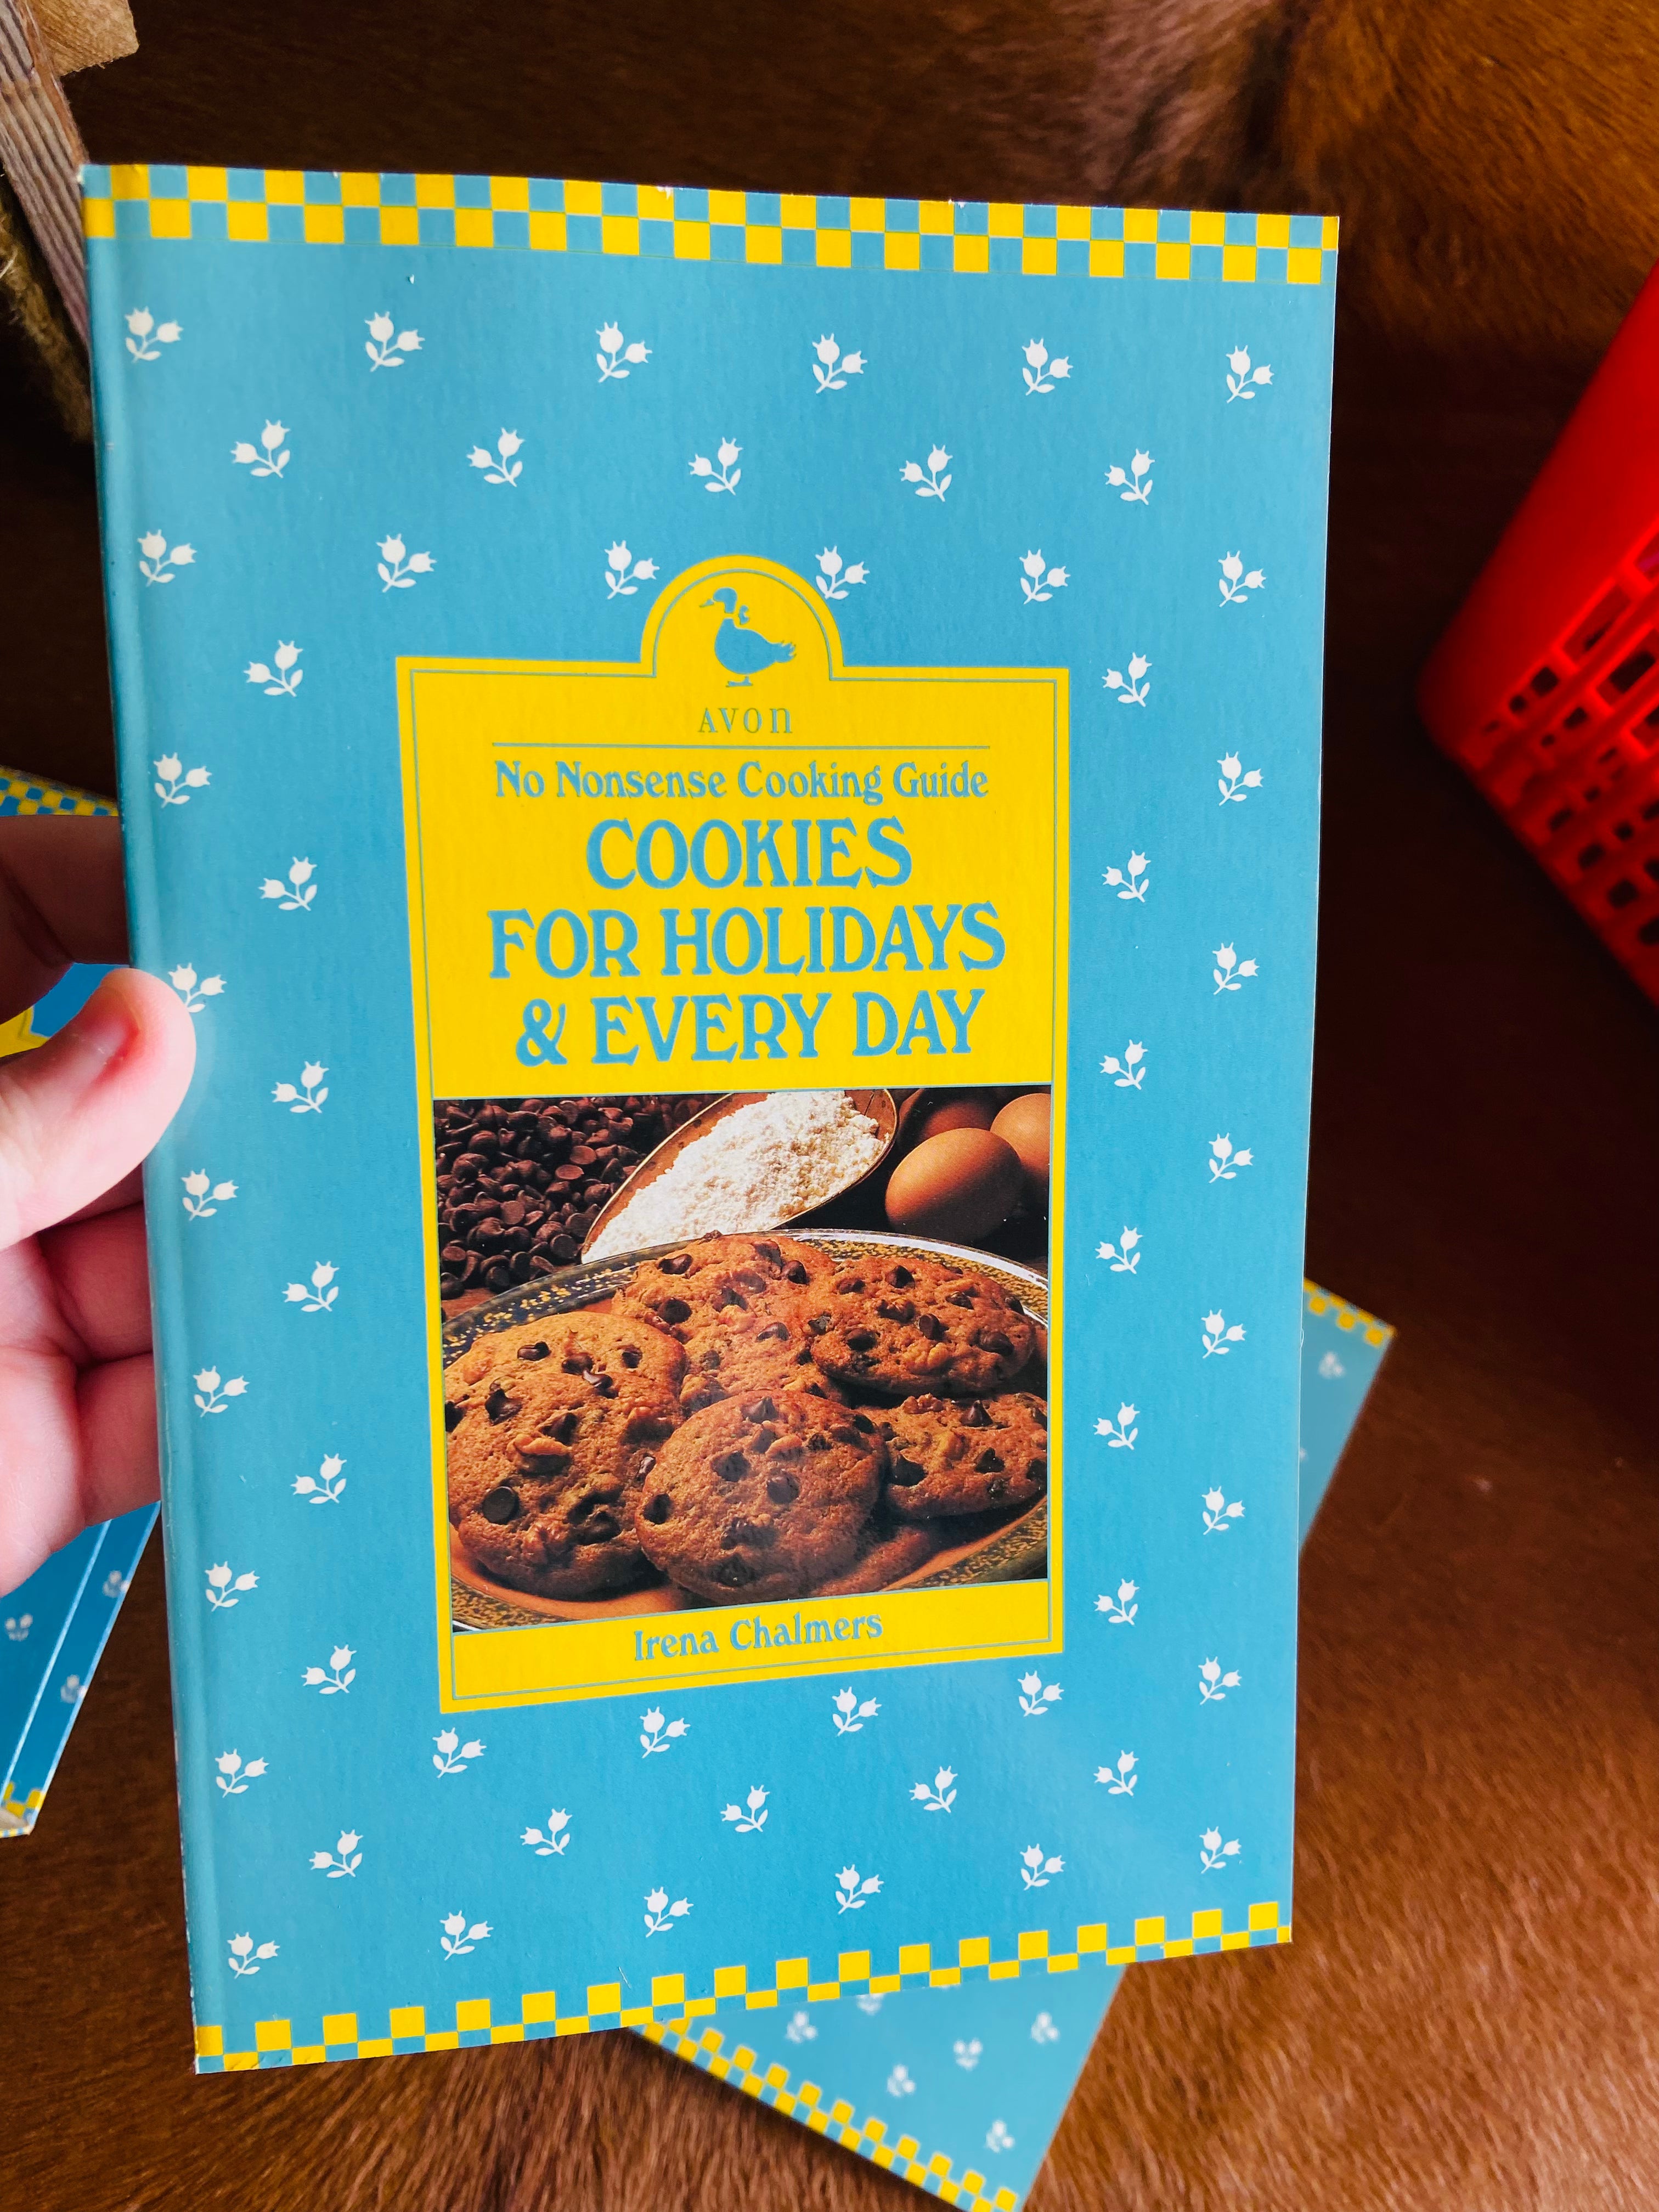 AVON
No Nonsense Cooking Guide
COOKIES
FOR HOLIDAYS
& EVERY DAY
Irena Chalmers